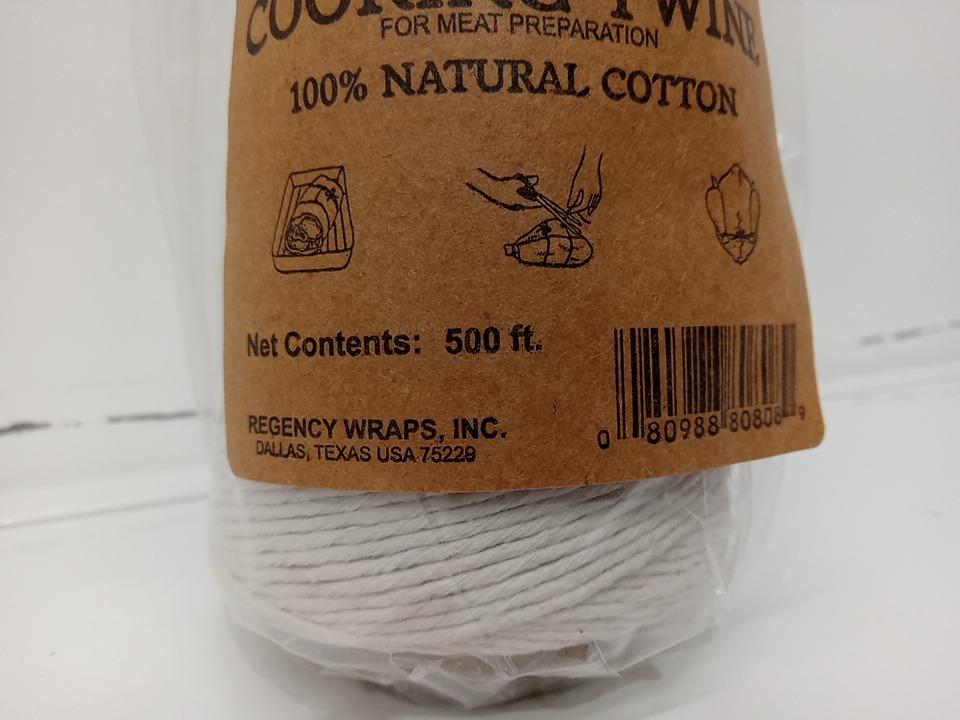 COOKING TWINE
FOR MEAT PREPARATION
100% NATURAL COTTON
Net Contents: 500 ft.
REGENCY WRAPS, INC.
DALLAS, TEXAS USA 75229
0 80988 80808 9